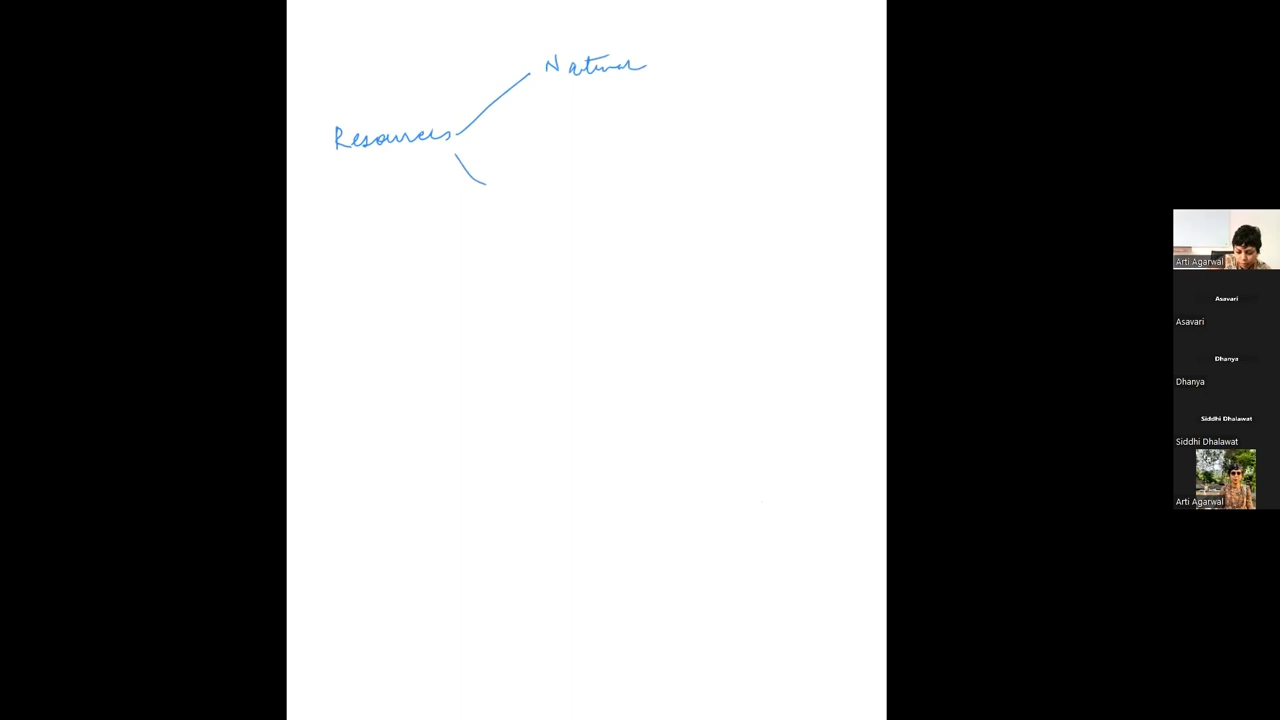 Natural
Resources
Arti Agarwal
Asavari
Asavari
Dhanya
Dhanya
Siddhi Dhalawat
Siddhi Dhalawat
Arti Agarwal